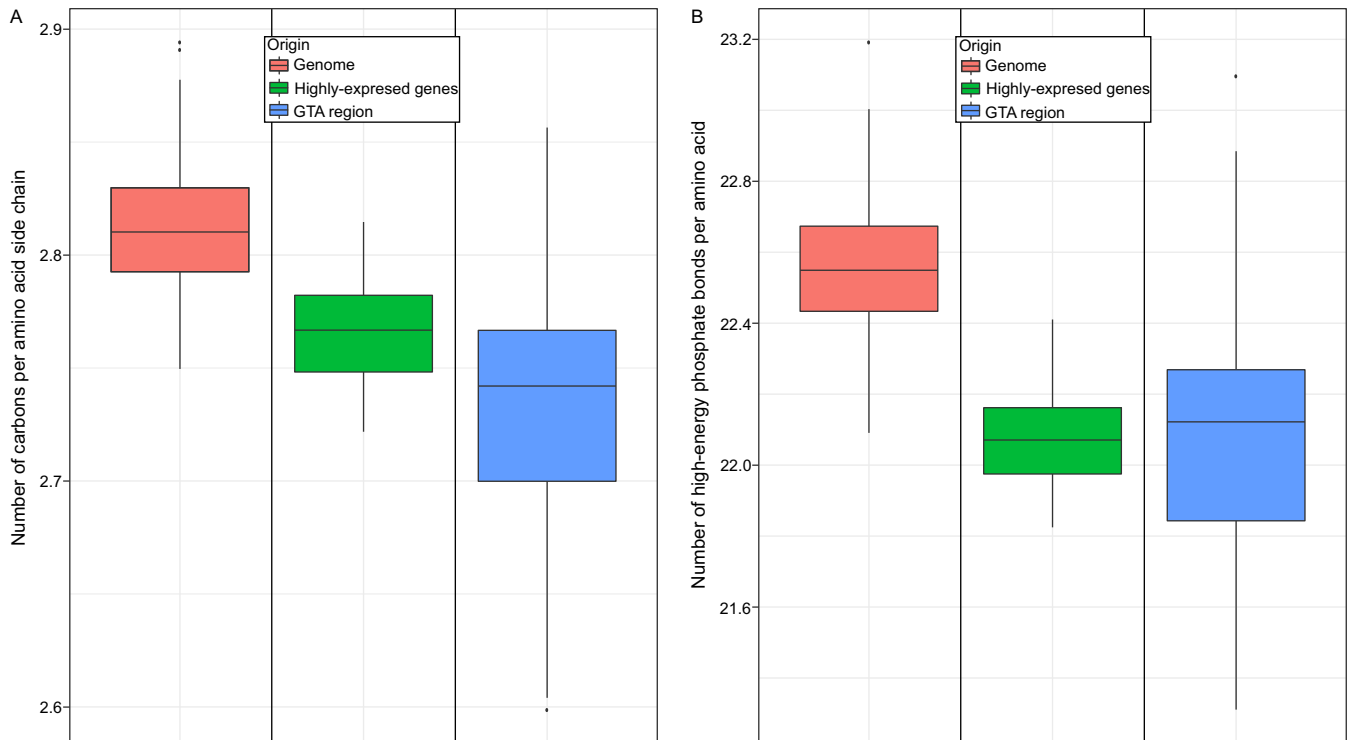 A
Number of carbons per amino acid side chain
2.9
2.8
2.7
2.6
Origin
Genome
Highly-expresed genes
GTA region
B
Number of high-energy phosphate bonds per amino acid
23.2
22.8
22.4
22.0
21.6
Origin
Genome
Highly-expresed genes
GTA region